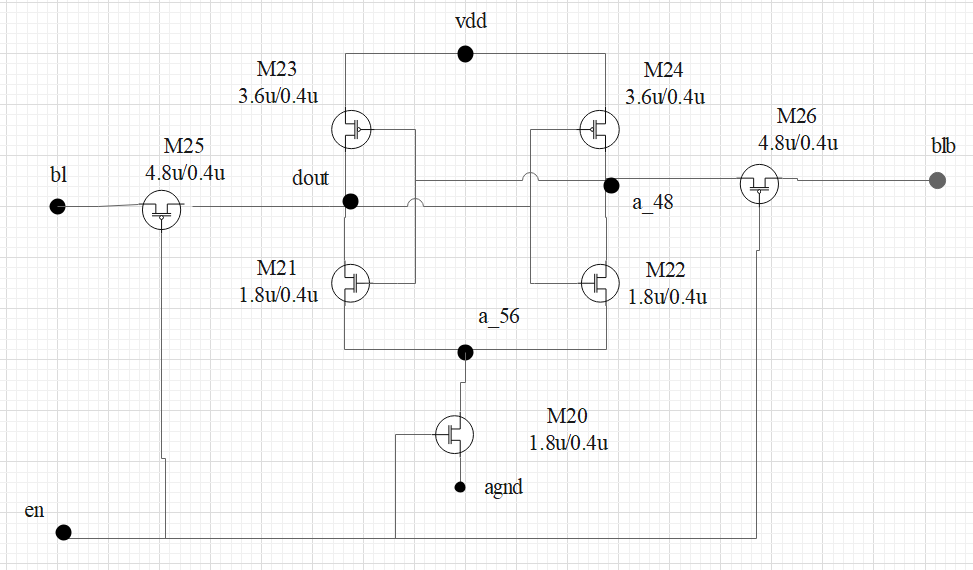 vdd
M23
3.6u/0.4u
M24
3.6u/0.4u
M25
4.8u/0.4u
M26
4.8u/0.4u
bl
dout
blb
a_48
M21
1.8u/0.4u
M22
1.8u/0.4u
a_56
M20
1.8u/0.4u
agnd
en